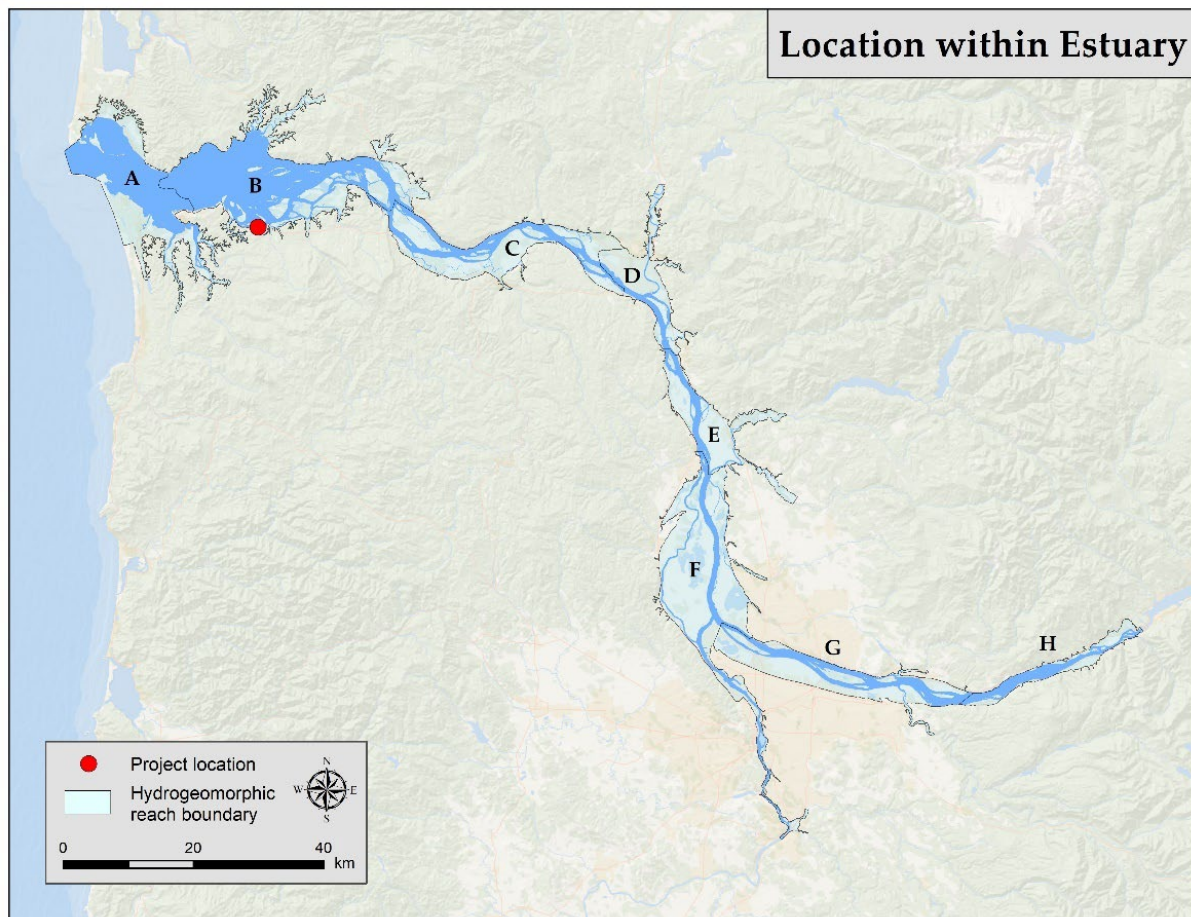 Location within Estuary
A
B
C
D
E
F
G
H
Project location
Hydrogeomorphic
reach boundary
N
W E
S
0 20 40
km